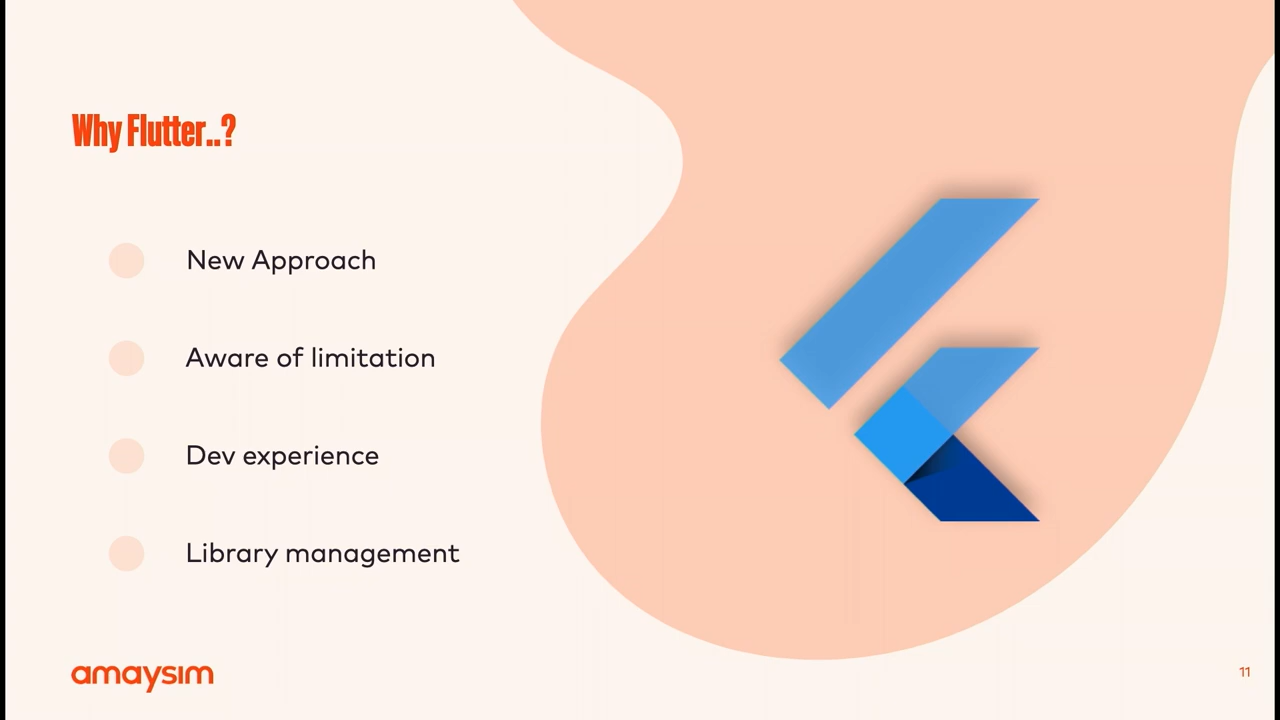 Why Flutter..?
New Approach
Aware of limitation
Dev experience
Library management
amaysim
11